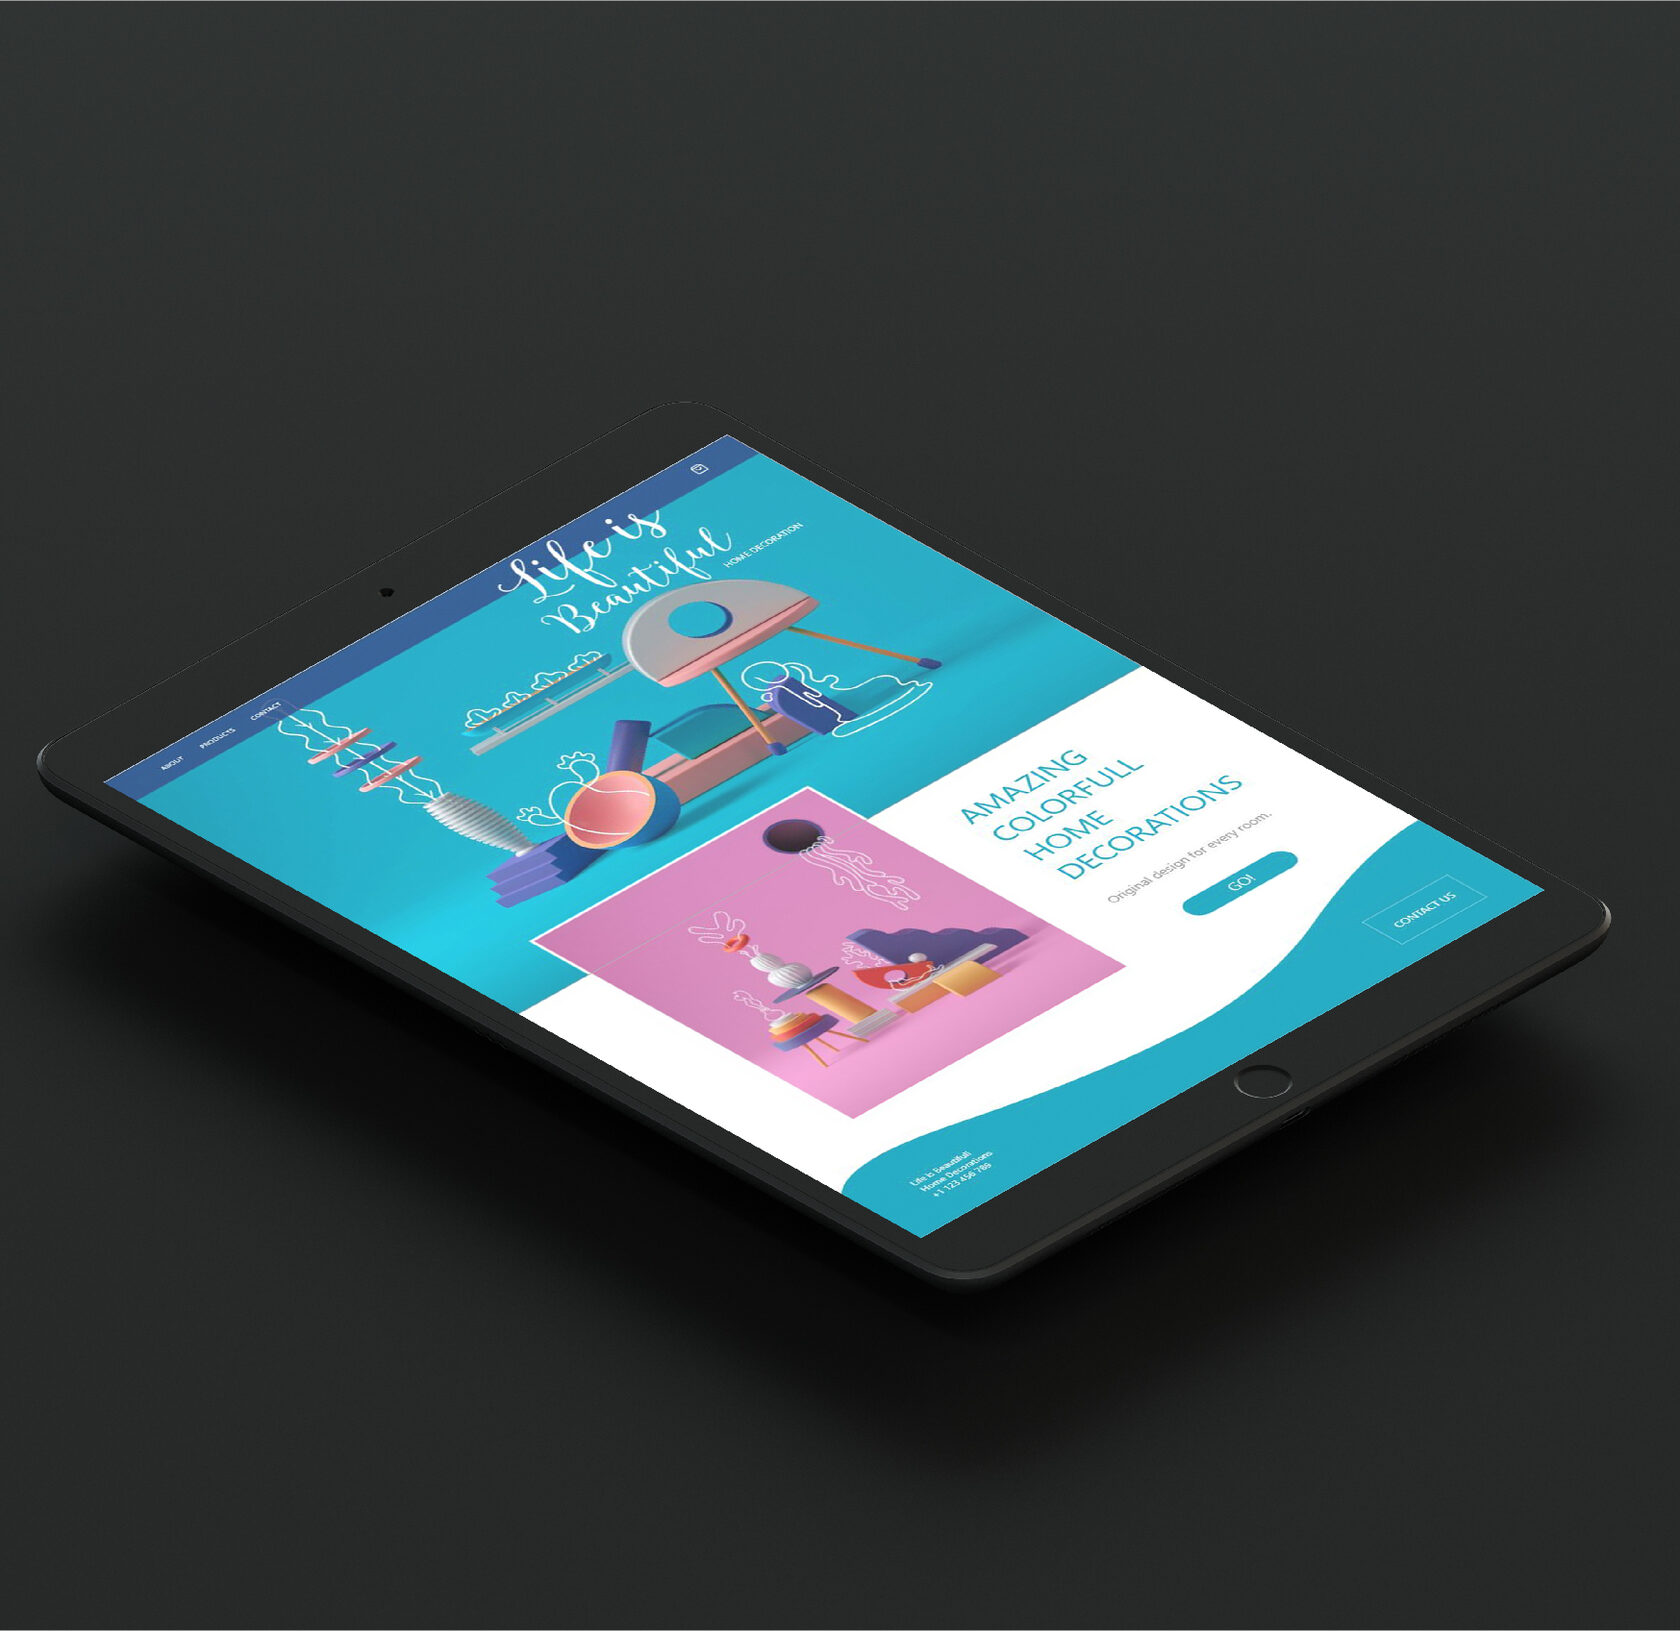 ABOUT
PRODUCTS
CONTACT
Life is
Beautiful
HOME DECORATION
AMAZING
COLORFULL
HOME
DECORATIONS
Original design for every room.
GO!
CONTACT US
Life is Beautifull
Home Decorations
+1 123 456 789